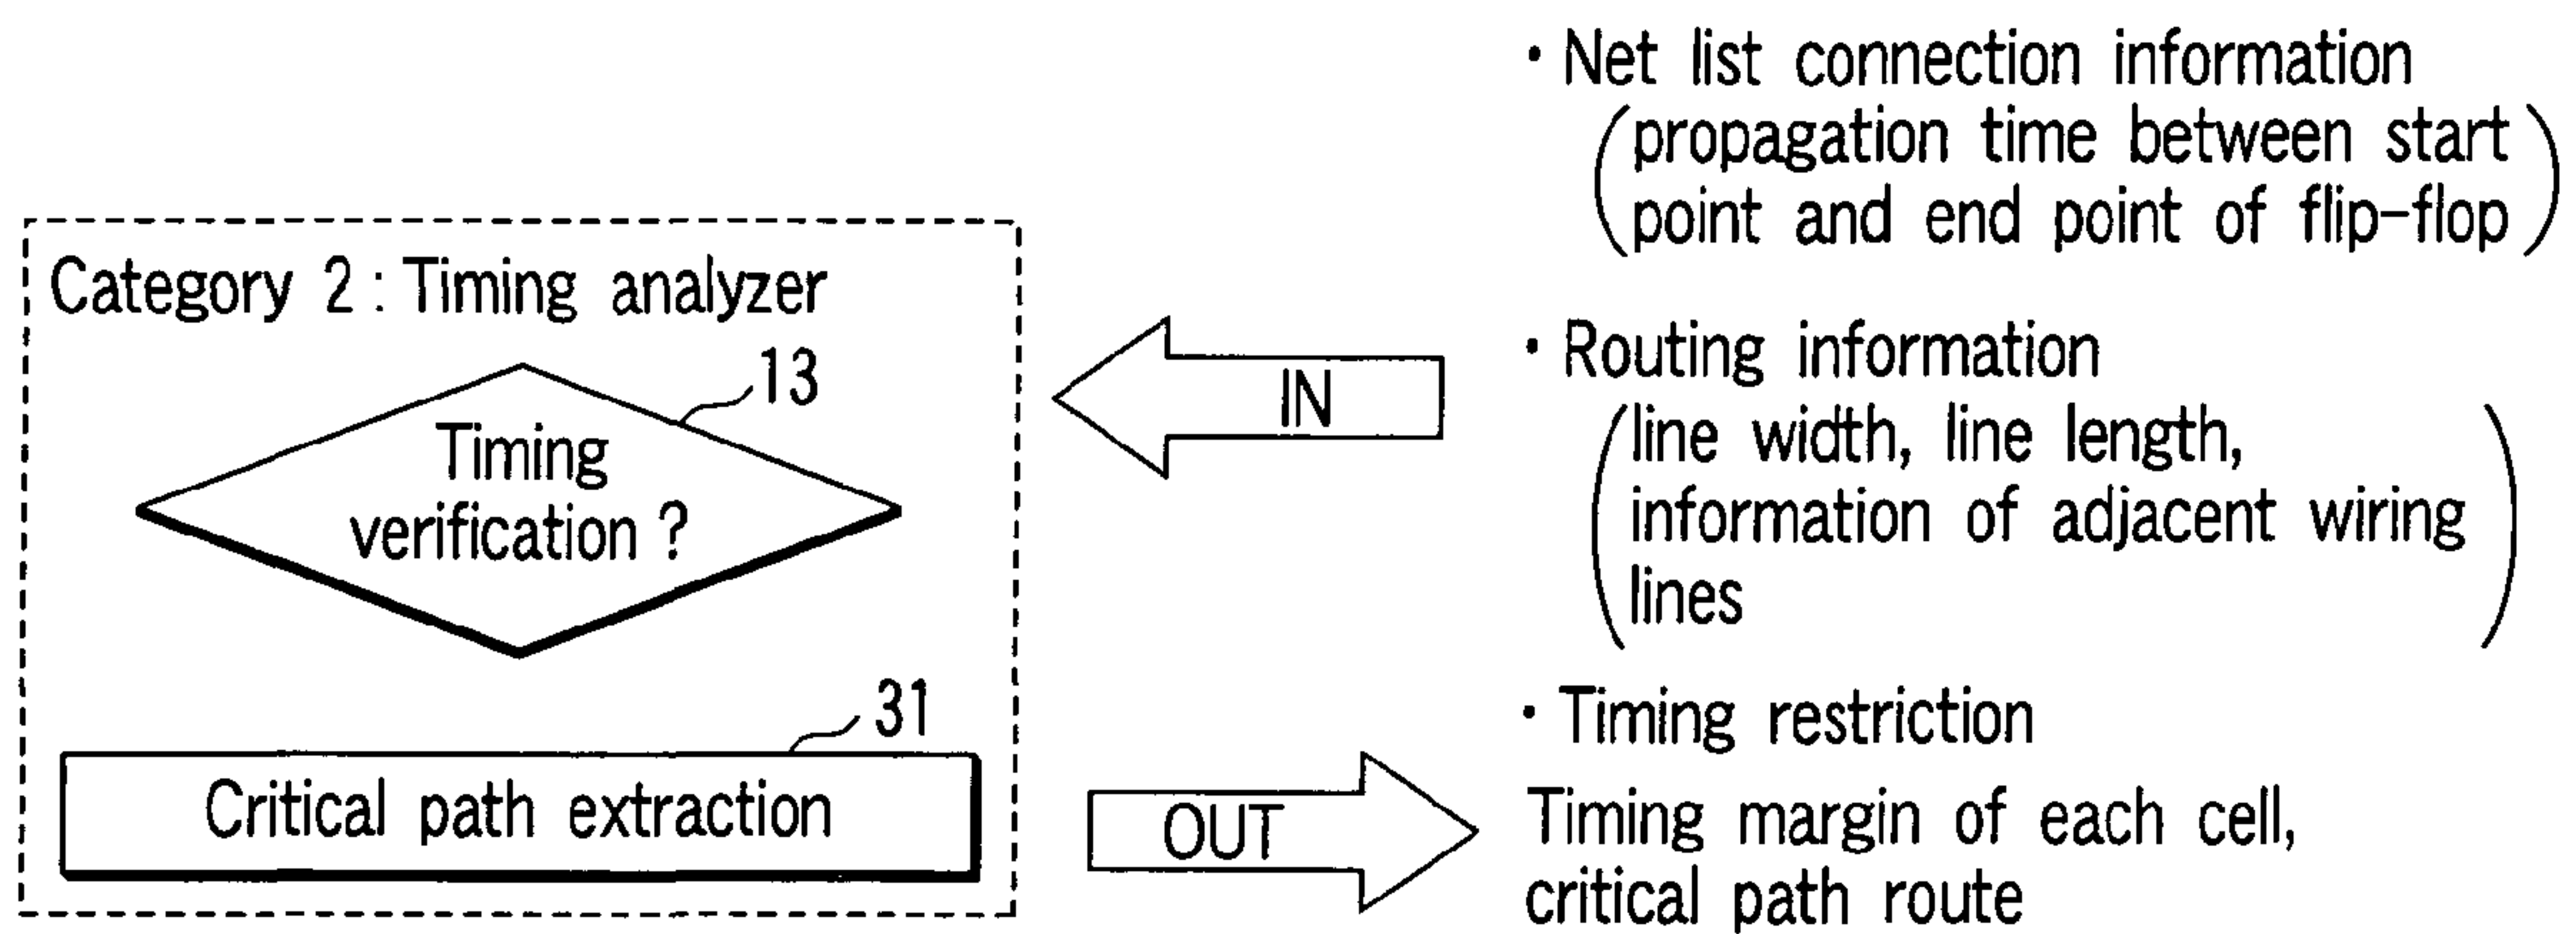 Category 2 : Timing analyzer
13
Timing
verification ?
31
Critical path extraction
IN
OUT
・Net list connection information
(propagation time between start
point and end point of flip-flop)
・Routing information
(line width, line length,
information of adjacent wiring
lines)
・Timing restriction
Timing margin of each cell,
critical path route